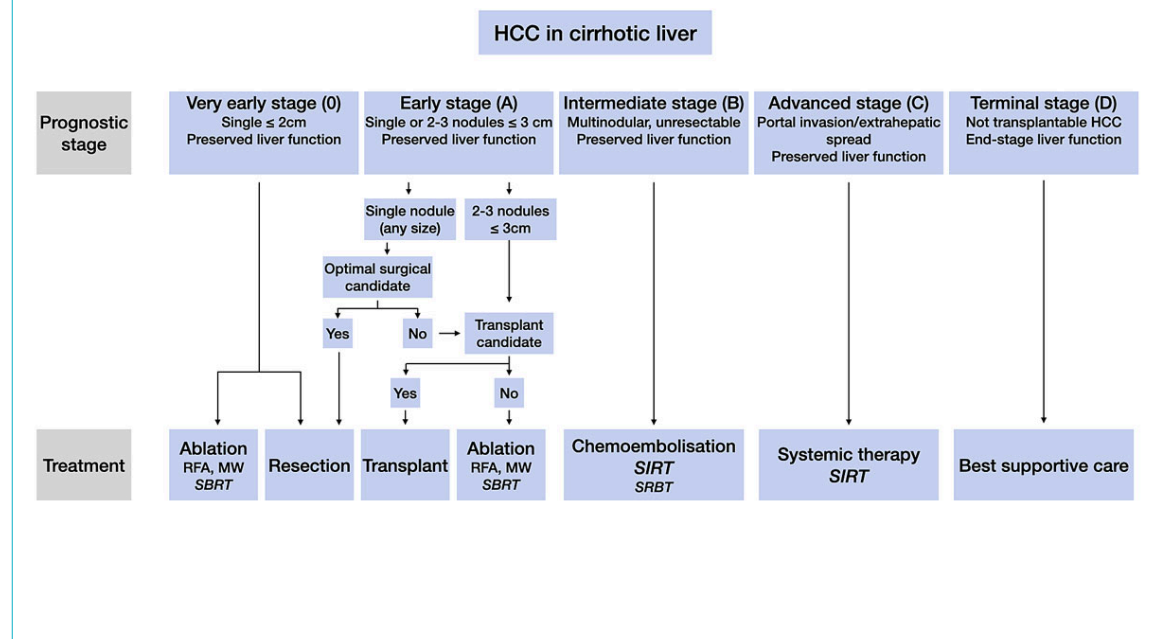 HCC in cirrhotic liver
Prognostic
stage
Very early stage (0)
Single ≤ 2cm
Preserved liver function
Early stage (A)
Single or 2-3 nodules ≤ 3 cm
Preserved liver function
Intermediate stage (B)
Multinodular, unresectable
Preserved liver function
Advanced stage (C)
Portal invasion/extrahepatic
spread
Preserved liver function
Terminal stage (D)
Not transplantable HCC
End-stage liver function
Single nodule
(any size)
2-3 nodules
≤ 3cm
Optimal surgical
candidate
Yes
No
Transplant
candidate
Yes
No
Treatment
Ablation
RFA, MW
SBRT
Resection
Transplant
Ablation
RFA, MW
SBRT
Chemoembolisation
SIRT
SRBT
Systemic therapy
SIRT
Best supportive care